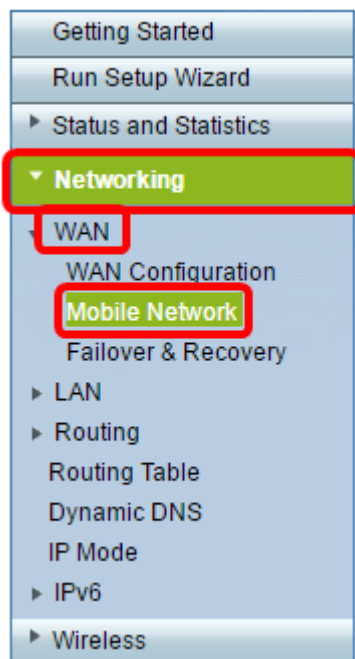 Getting Started
Run Setup Wizard
Status and Statistics
Networking
WAN
WAN Configuration
Mobile Network
Failover & Recovery
LAN
Routing
Routing Table
Dynamic DNS
IP Mode
IPv6
Wireless